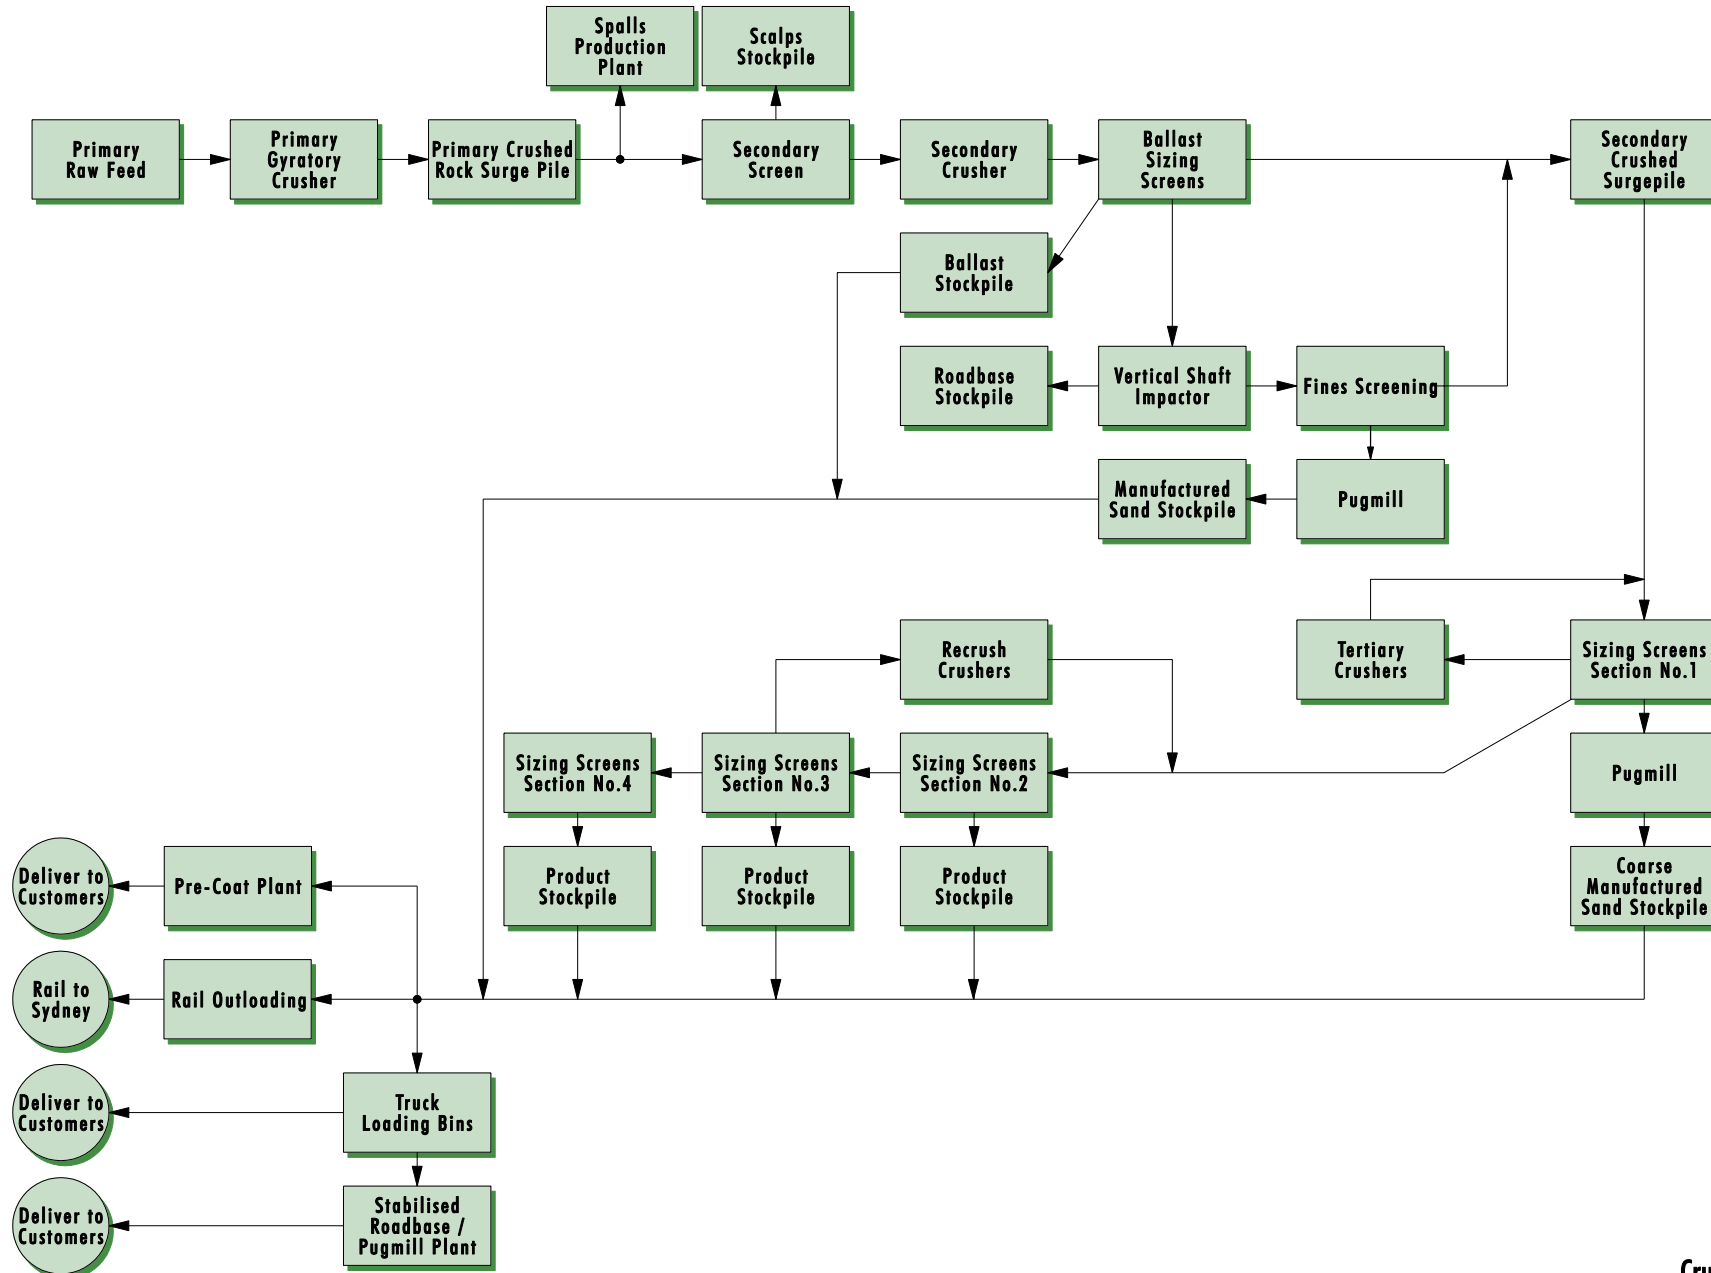 Spalls
Production
Plant
Scalps
Stockpile
Primary
Raw Feed
Primary
Gyratory
Crusher
Primary Crushed
Rock Surge Pile
Secondary
Screen
Secondary
Crusher
Ballast
Sizing
Screens
Secondary
Crushed
Surgepile
Ballast
Stockpile
Roadbase
Stockpile
Vertical Shaft
Impactor
Fines Screening
Manufactured
Sand Stockpile
Pugmill
Recrush
Crushers
Tertiary
Crushers
Sizing Screens
Section No.1
Sizing Screens
Section No.4
Sizing Screens
Section No.3
Sizing Screens
Section No.2
Pugmill
Deliver to
Customers
Pre-Coat Plant
Product
Stockpile
Product
Stockpile
Product
Stockpile
Coarse
Manufactured
Sand Stockpile
Rail to
Sydney
Rail Outloading
Deliver to
Customers
Truck
Loading Bins
Deliver to
Customers
Stabilised
Roadbase /
Pugmill Plant